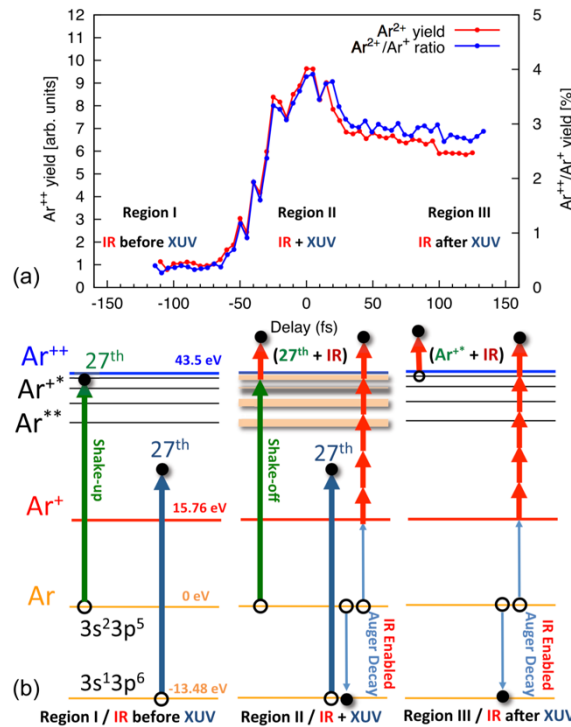 Ar2+ yield
Ar2+/Ar+ ratio
Ar++ yield [arb. units]
Ar++/Ar+ yield [%]
12
11
10
9
8
7
6
5
4
3
2
1
0
5
4
3
2
1
0
Region I
Region II
Region III
IR before XUV
IR + XUV
IR after XUV
(a)
-150 -100 -50 0 50 100 150
Delay (fs)
Ar++
27th
43.5 eV
(27th + IR)
(Ar+* + IR)
Ar+*
Ar**
27th
27th
Shake-up
Shake-off
Ar+
15.76 eV
Ar
0 eV
3s23p5
3s13p6
-13.48 eV
IR Enabled
Auger Decay
IR Enabled
Auger Decay
(b)
Region I / IR before XUV
Region II / IR + XUV
Region III / IR after XUV